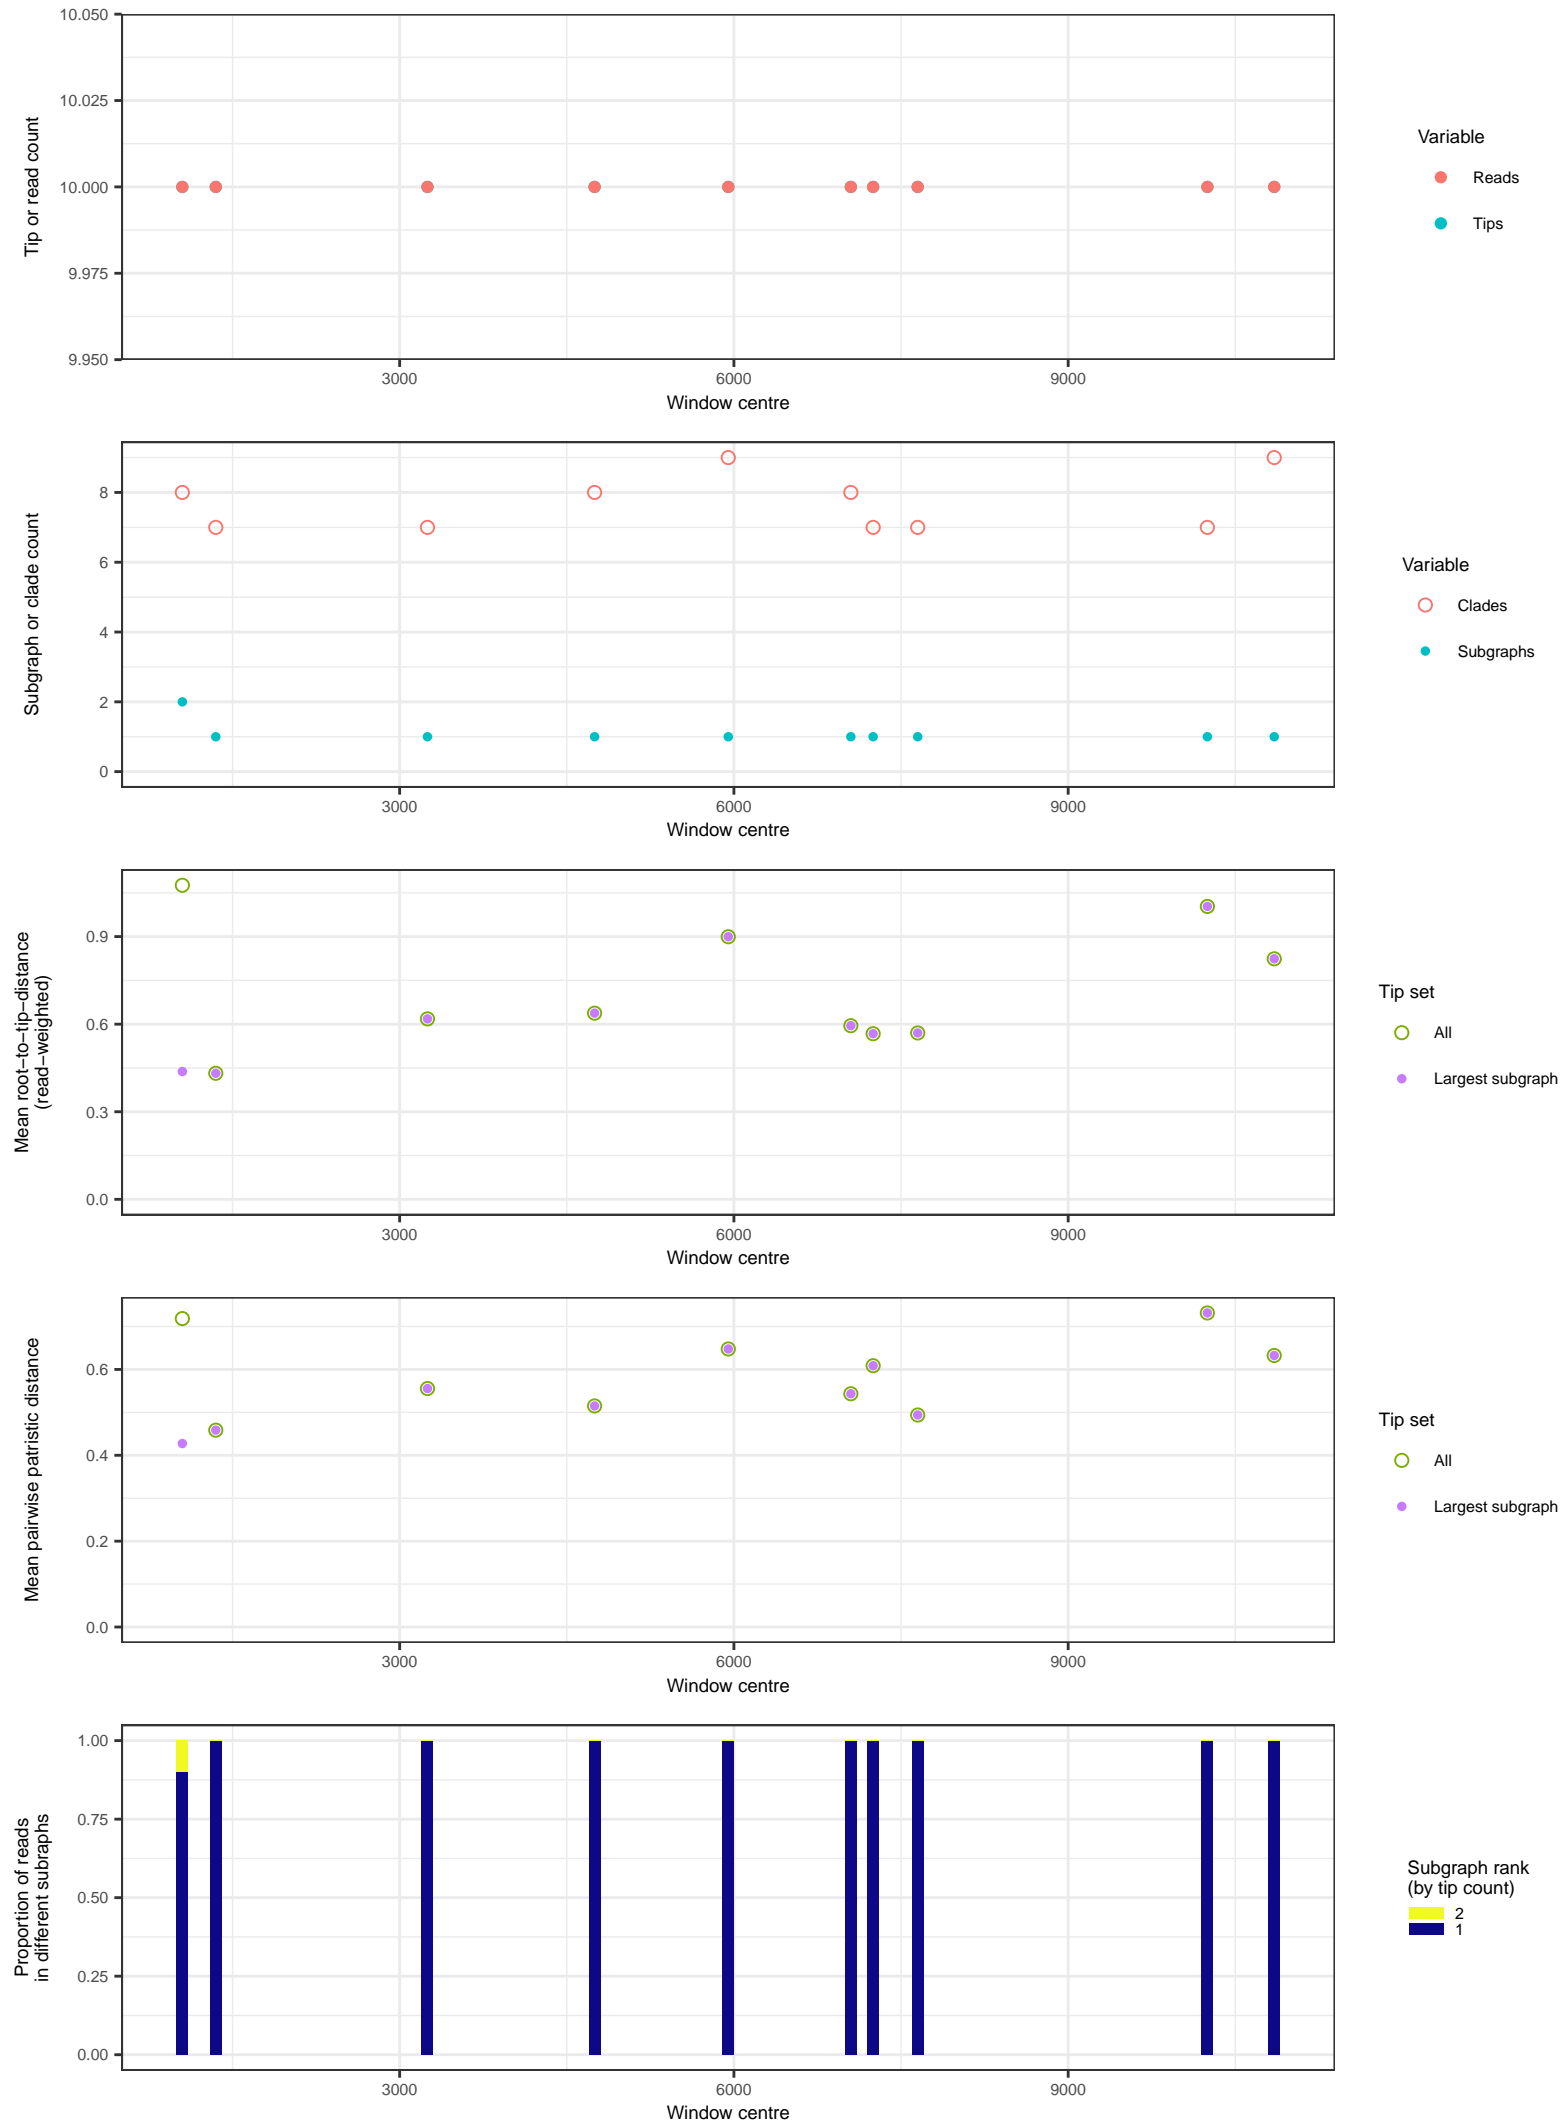 10.050
10.025
10.000
9.975
9.950
Tip or read count
3000 6000 9000
Window centre
Variable
Reads
Tips
8
6
4
2
0
Subgraph or clade count
3000 6000 9000
Window centre
Variable
Clades
Subgraphs
0.9
0.6
0.3
0.0
Mean root−to−tip−distance
(read−weighted)
3000 6000 9000
Window centre
Tip set
All
Largest subgraph
0.6
0.4
0.2
0.0
Mean pairwise patristic distance
3000 6000 9000
Window centre
Tip set
All
Largest subgraph
1.00
0.75
0.50
0.25
0.00
Proportion of reads
in different subraphs
3000 6000 9000
Window centre
Subgraph rank
(by tip count)
2
1